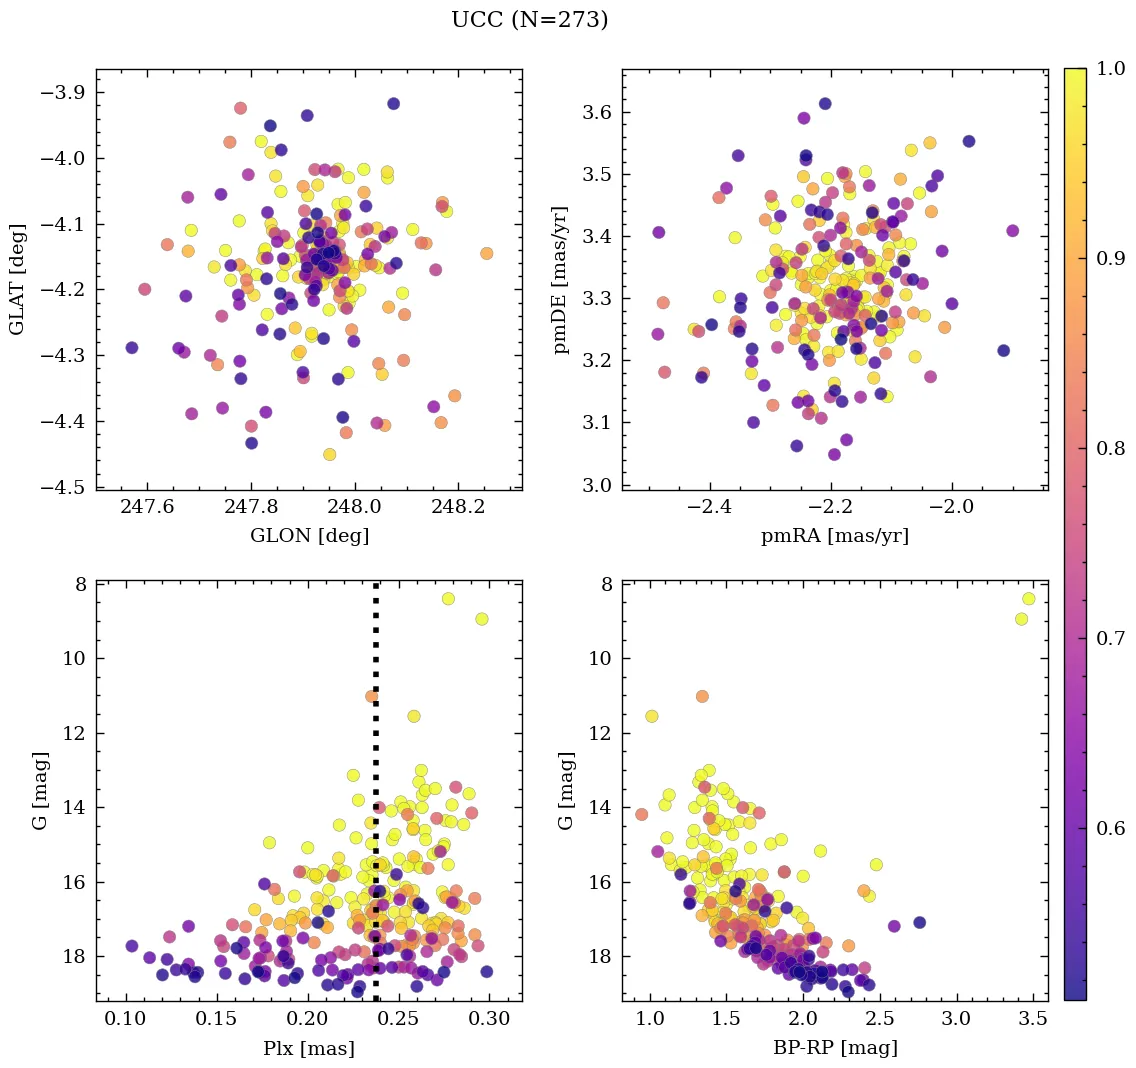 UCC (N=273)
−3.9
−4.0
−4.1
−4.2
−4.3
−4.4
−4.5
GLAT [deg]
247.6 247.8 248.0 248.2
GLON [deg]
3.6
3.5
3.4
3.3
3.2
3.1
3.0
pmDE [mas/yr]
−2.4 −2.2 −2.0
pmRA [mas/yr]
1.0
0.9
0.8
0.7
0.6
8
10
12
14
16
18
G [mag]
0.10 0.15 0.20 0.25 0.30
Plx [mas]
8
10
12
14
16
18
G [mag]
1.0 1.5 2.0 2.5 3.0 3.5
BP-RP [mag]